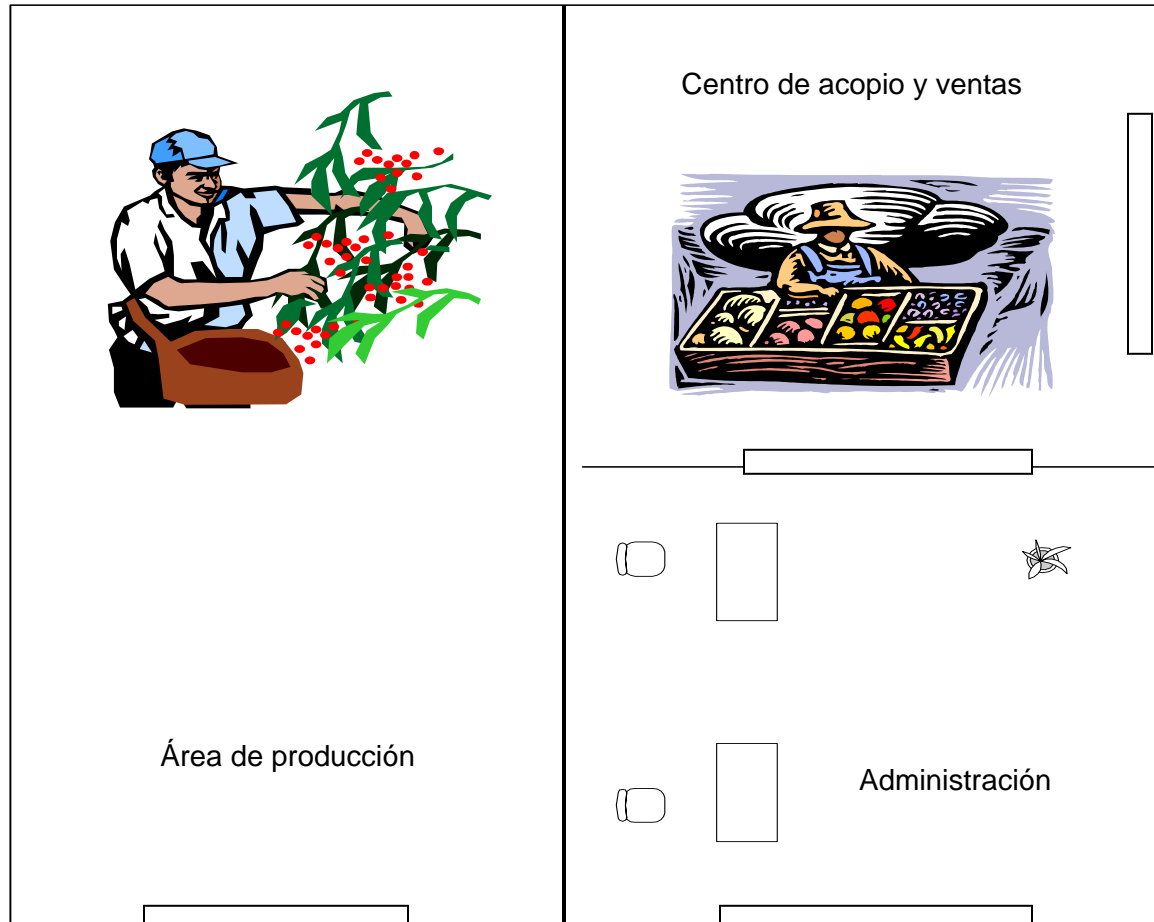 Centro de acopio y ventas
Área de producción
Administración